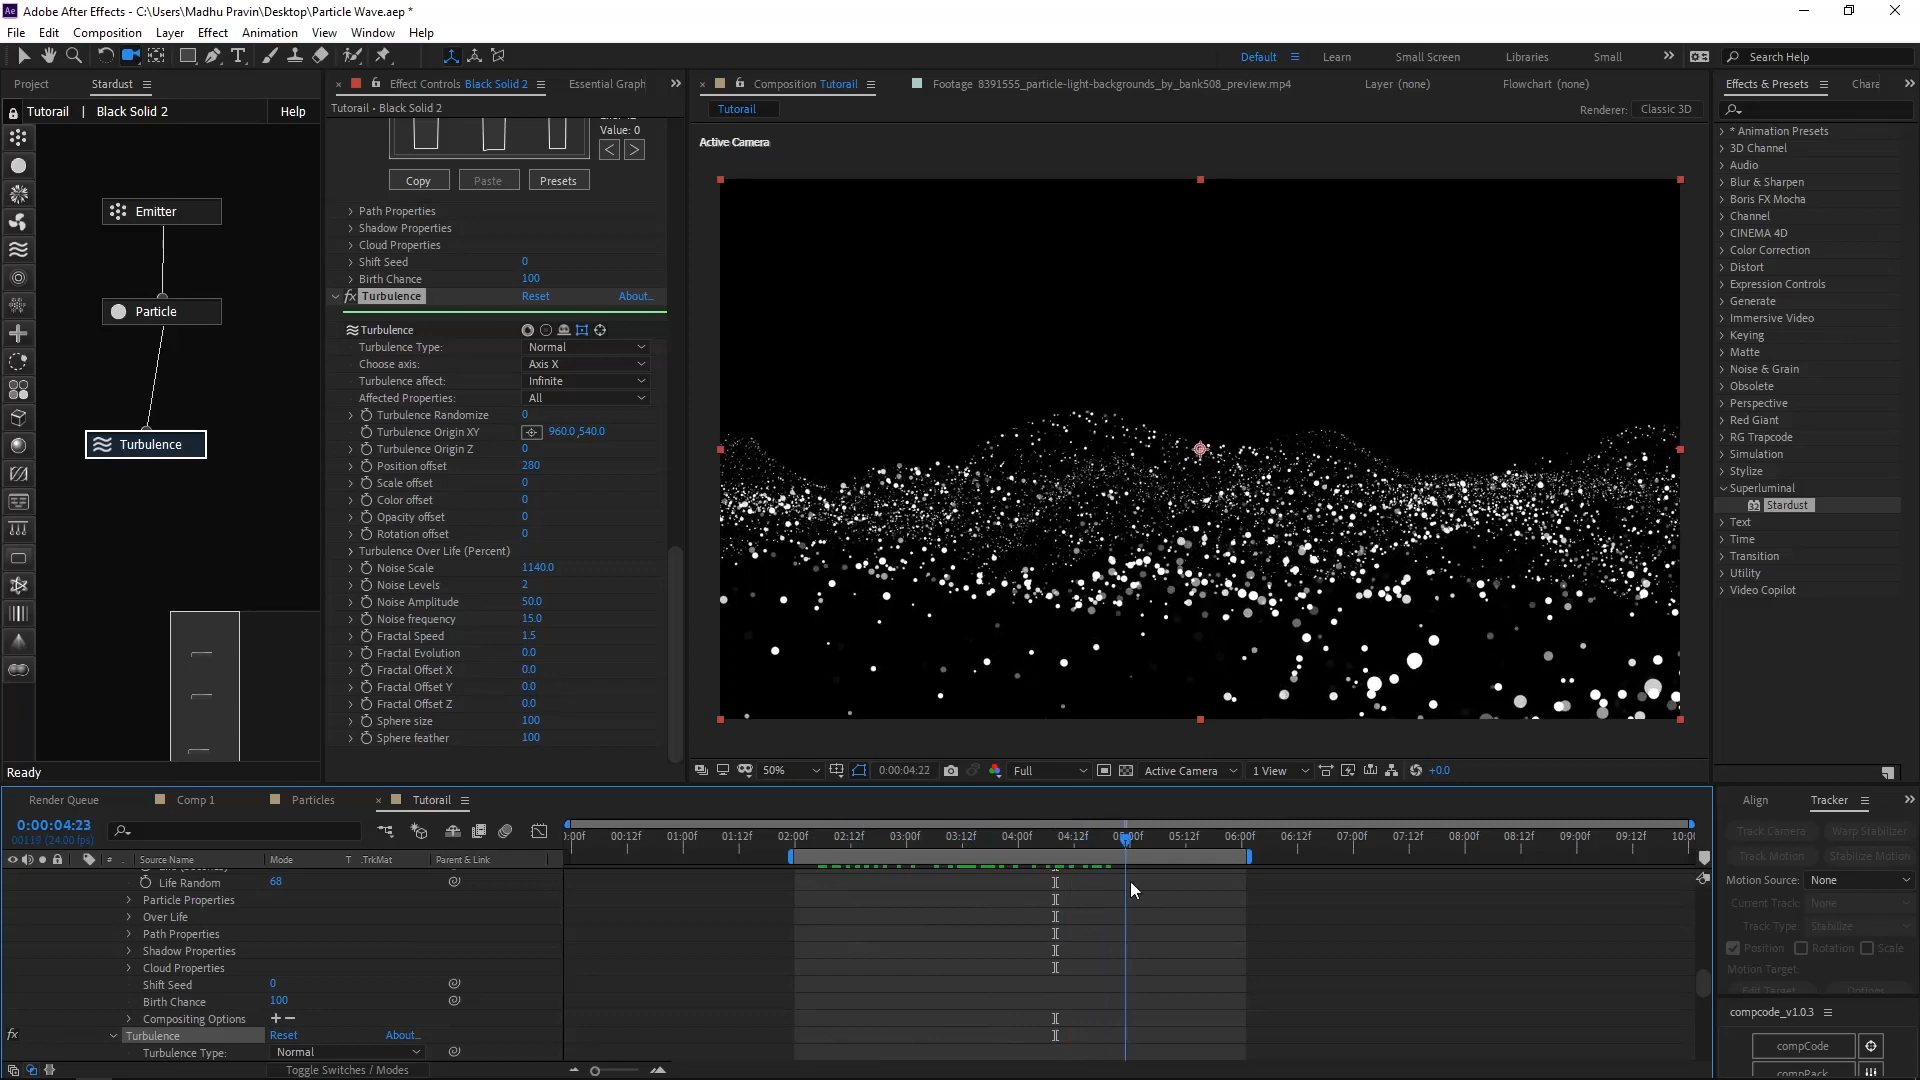 Ae Adobe After Effects - C:\Users\Madhu Pravin\Desktop\Particle Wave.aep *
File Edit Composition Layer Effect Animation View Window Help
Default Learn Small Screen Libraries Small Search Help
Project Stardust
Tutorail | Black Solid 2 Help
Emitter
Particle
Turbulence
Ready
Effect Controls Black Solid 2 Essential Graph
Tutorail • Black Solid 2
Value: 0
< >
Copy Paste Presets
Path Properties
Shadow Properties
Cloud Properties
Shift Seed 0
Birth Chance 100
fx Turbulence Reset About...
Turbulence
Turbulence Type: Normal
Choose axis: Axis X
Turbulence affect: Infinite
Affected Properties: All
Turbulence Randomize 0
Turbulence Origin XY 960.0,540.0
Turbulence Origin Z 0
Position offset 280
Scale offset 0
Color offset 0
Opacity offset 0
Rotation offset 0
Turbulence Over Life (Percent)
Noise Scale 1140.0
Noise Levels 2
Noise Amplitude 50.0
Noise frequency 15.0
Fractal Speed 1.5
Fractal Evolution 0.0
Fractal Offset X 0.0
Fractal Offset Y 0.0
Fractal Offset Z 0.0
Sphere size 100
Sphere feather 100
Composition Tutorail Footage 8391555_particle-light-backgrounds_by_bank508_preview.mp4 Layer (none) Flowchart (none)
Tutorail Renderer: Classic 3D
Active Camera
50% 0:00:04:22 Full Active Camera 1 View +0.0
Effects & Presets Chara
* Animation Presets
3D Channel
Audio
Blur & Sharpen
Boris FX Mocha
Channel
CINEMA 4D
Color Correction
Distort
Expression Controls
Generate
Immersive Video
Keying
Matte
Noise & Grain
Obsolete
Perspective
Red Giant
RG Trapcode
Simulation
Stylize
Superluminal
32 Stardust
Text
Time
Transition
Utility
Video Copilot
Render Queue Comp 1 Particles Tutorail
0:00:04:23
00119 (24.00 fps)
:00f 00:12f 01:00f 01:12f 02:00f 02:12f 03:00f 03:12f 04:00f 04:12f 05:00f 05:12f 06:00f 06:12f 07:00f 07:12f 08:00f 08:12f 09:00f 09:12f 10:0
# Source Name Mode T .TrkMat Parent & Link
Life Random 68
Particle Properties
Over Life
Path Properties
Shadow Properties
Cloud Properties
Shift Seed 0
Birth Chance 100
Compositing Options + –
fx Turbulence Reset About...
Turbulence Type: Normal
Toggle Switches / Modes
Align Tracker
Track Camera Warp Stabilizer
Track Motion Stabilize Motion
Motion Source: None
Current Track: None
Track Type: Stabilize
Position Rotation Scale
Motion Target:
Edit Target... Options...
compcode_v1.0.3
compCode
compPack